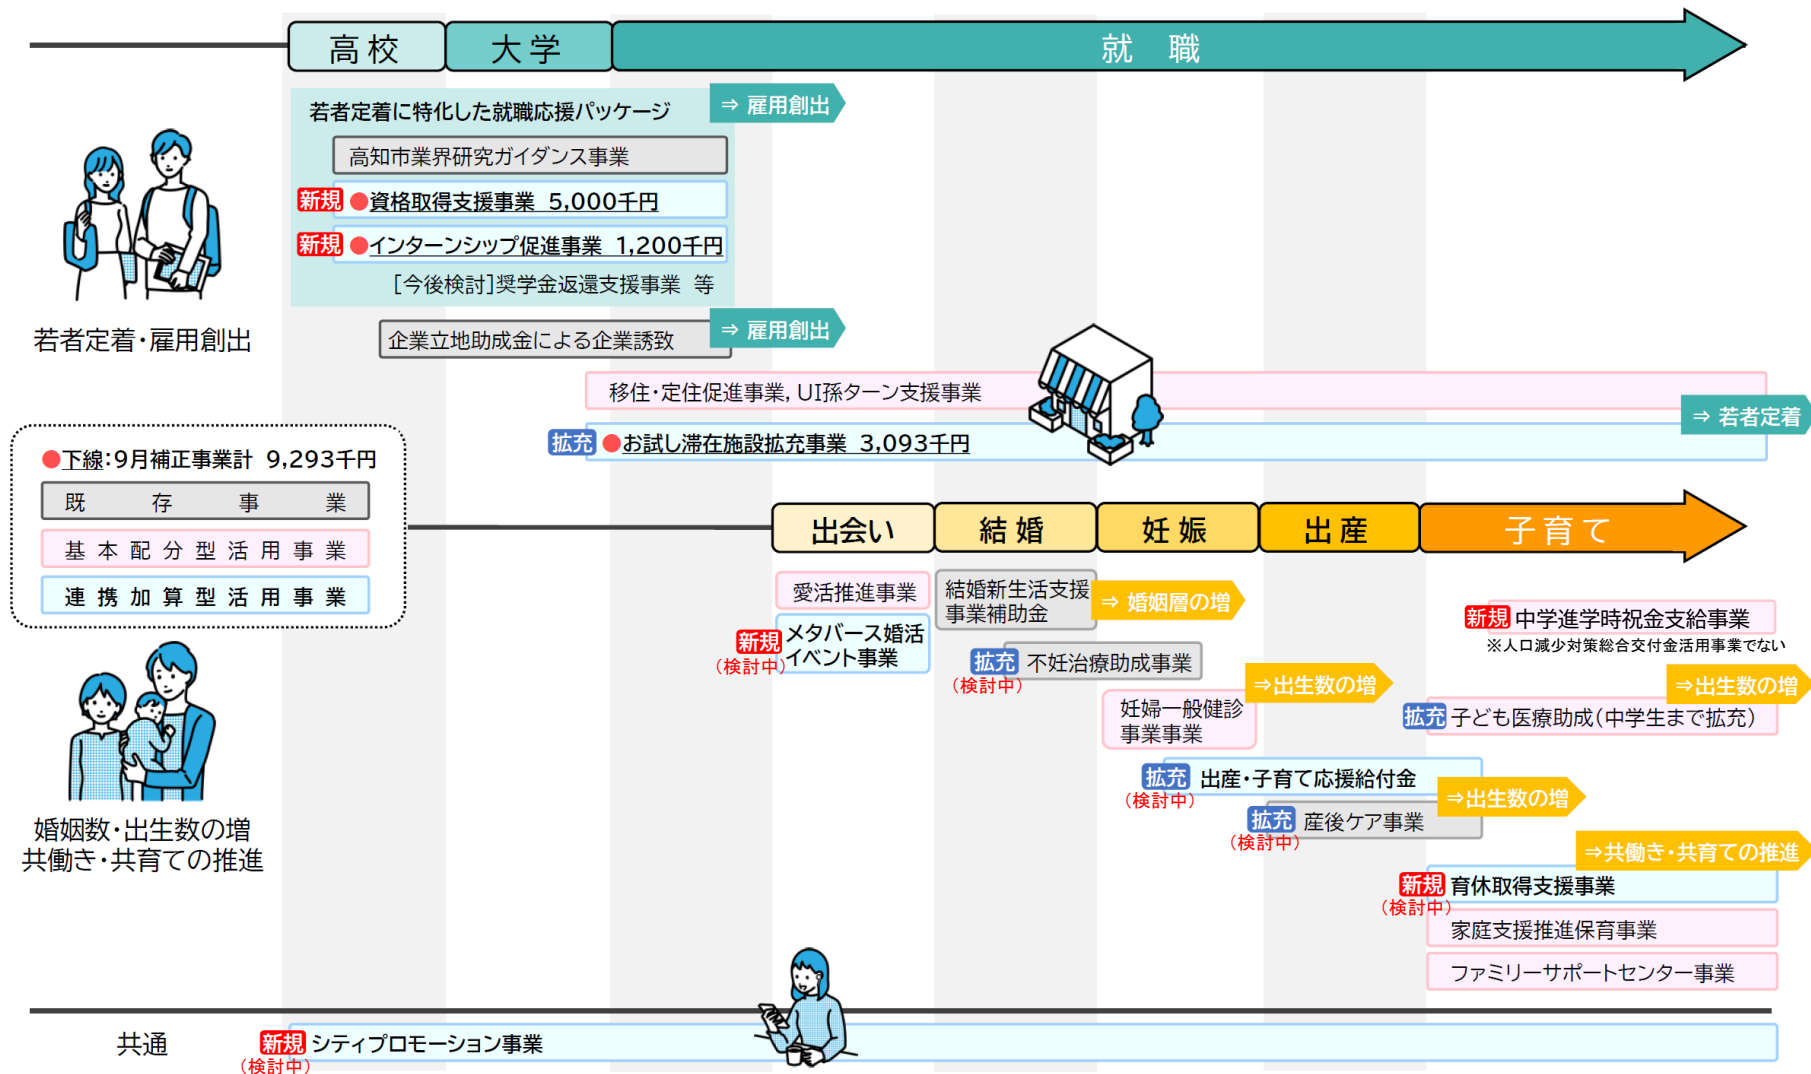 高校
大学
就職
若者定着に特化した就職応援パッケージ
⇒ 雇用創出
高知市業界研究ガイダンス事業
新規 ●資格取得支援事業 5,000千円
新規 ●インターンシップ促進事業 1,200千円
[今後検討]奨学金返還支援事業 等
若者定着・雇用創出
企業立地助成金による企業誘致
⇒ 雇用創出
移住・定住促進事業, UI孫ターン支援事業
⇒ 若者定着
拡充 ●お試し滞在施設拡充事業 3,093千円
●下線：9月補正事業計 9,293千円
既存事業
基本配分型活用事業
連携加算型活用事業
出会い
結婚
妊娠
出産
子育て
愛活推進事業
新規
(検討中)
メタバース婚活
イベント事業
結婚新生活支援
事業補助金
⇒ 婚姻層の増
拡充 不妊治療助成事業
(検討中)
新規 中学進学時祝金支給事業
※人口減少対策総合交付金活用事業でない
妊婦一般健診
事業事業
⇒出生数の増
⇒出生数の増
拡充 子ども医療助成(中学生まで拡充)
拡充 出産・子育て応援給付金
(検討中)
⇒出生数の増
拡充 産後ケア事業
(検討中)
婚姻数・出生数の増
共働き・共育ての推進
⇒共働き・共育ての推進
新規 育休取得支援事業
(検討中)
家庭支援推進保育事業
ファミリーサポートセンター事業
共通
新規 シティプロモーション事業
(検討中)